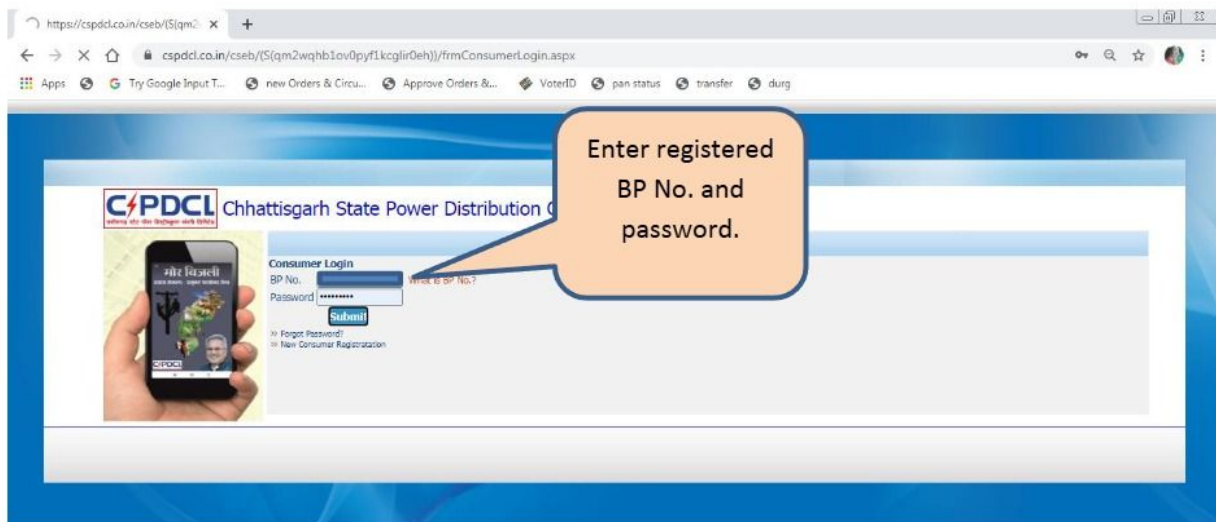 https://cspdcl.co.in/cseb/(S(qm2
cspdcl.co.in/cseb/(S(qm2wqhb1ov0pyf1kcglir0eh))/frmConsumerLogin.aspx
Apps
Try Google Input T...
new Orders & Circu...
Approve Orders &...
VoterID
pan status
transfer
durg
Enter registered
BP No. and
password.
CSPDCL
Chhattisgarh State Power Distribution
मोर बिजली
Consumer Login
BP No.
What is BP No.?
Password •••••••••
Submit
» Forgot Password?
» New Consumer Registratation
CSPDCL